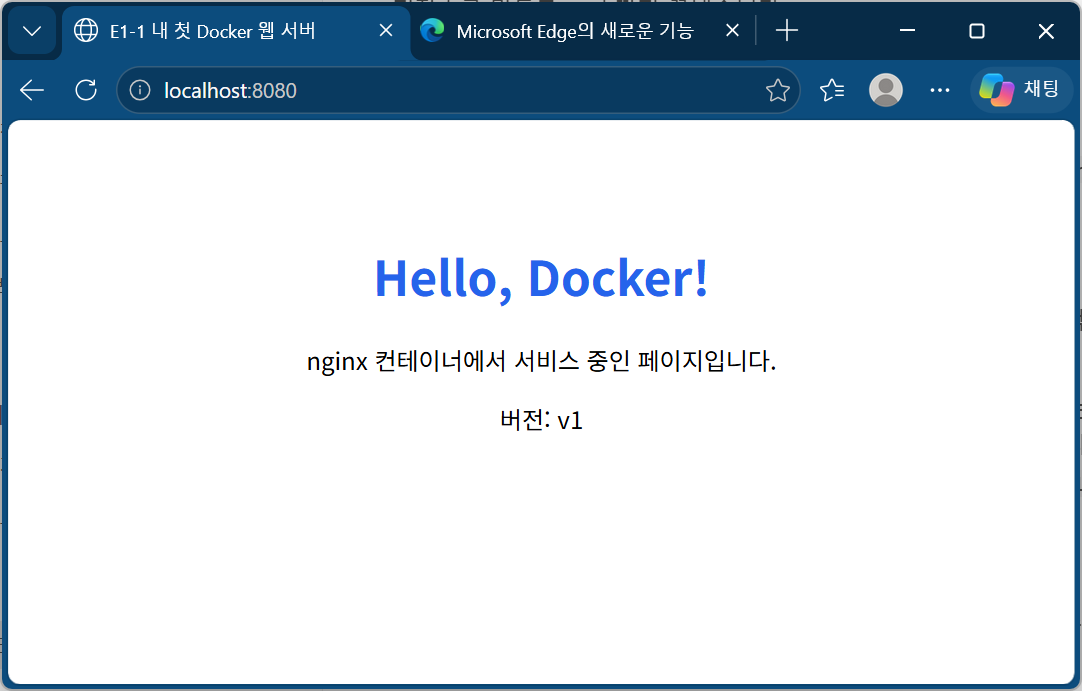 E1-1 내 첫 Docker 웹 서버
Microsoft Edge의 새로운 기능
localhost:8080
채팅
Hello, Docker!
nginx 컨테이너에서 서비스 중인 페이지입니다.
버전: v1